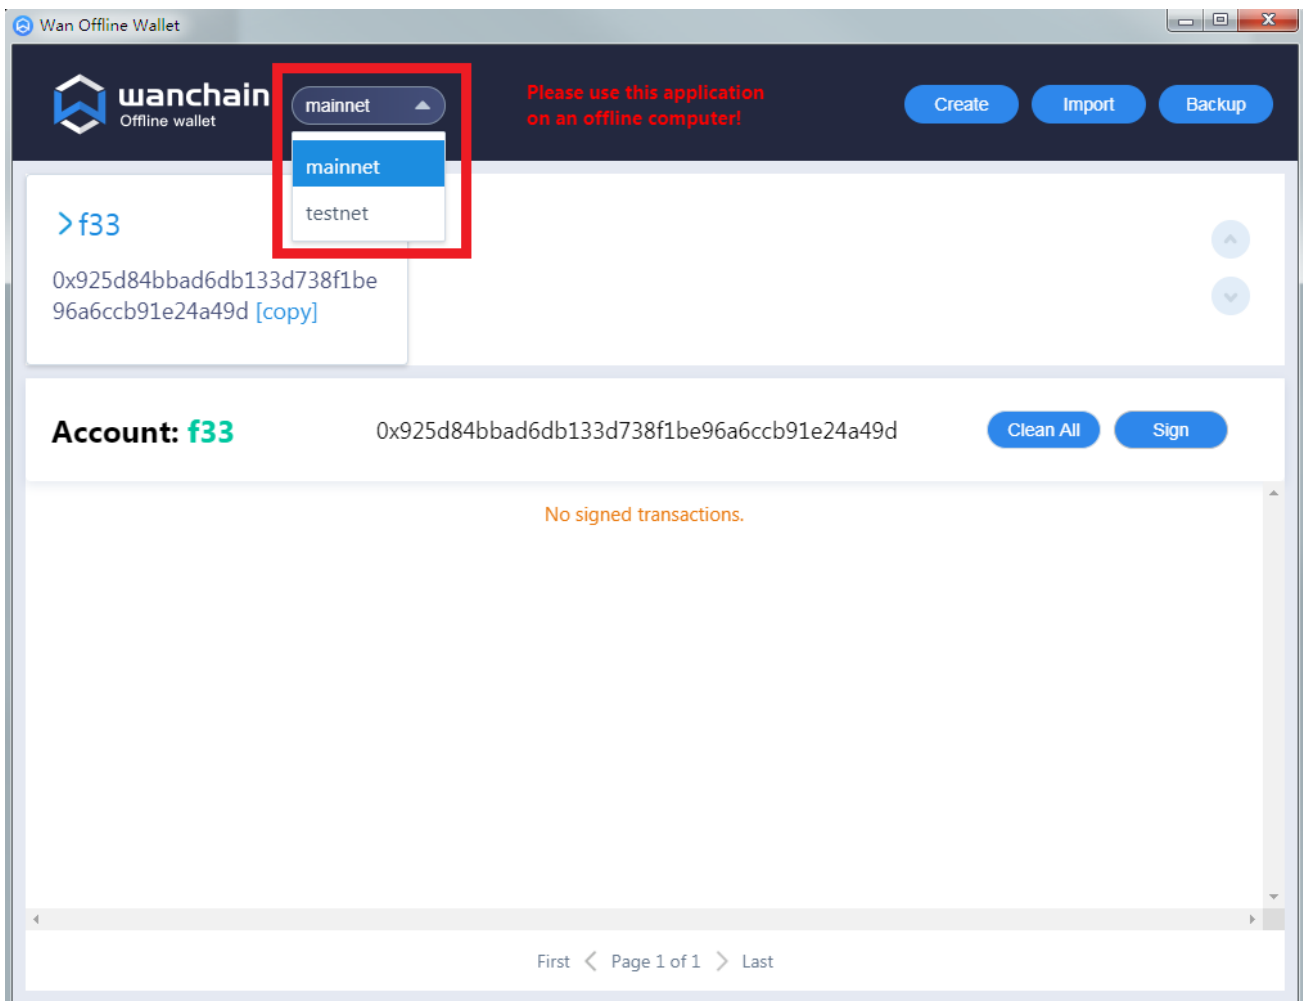 Wan Offline Wallet
wanchain
Offline wallet
mainnet
mainnet
testnet
Please use this application
on an offline computer!
Create
Import
Backup
f33
0x925d84bbad6db133d738f1be
96a6ccb91e24a49d [copy]
Account: f33
0x925d84bbad6db133d738f1be96a6ccb91e24a49d
Clean All
Sign
No signed transactions.
First
Page 1 of 1
Last